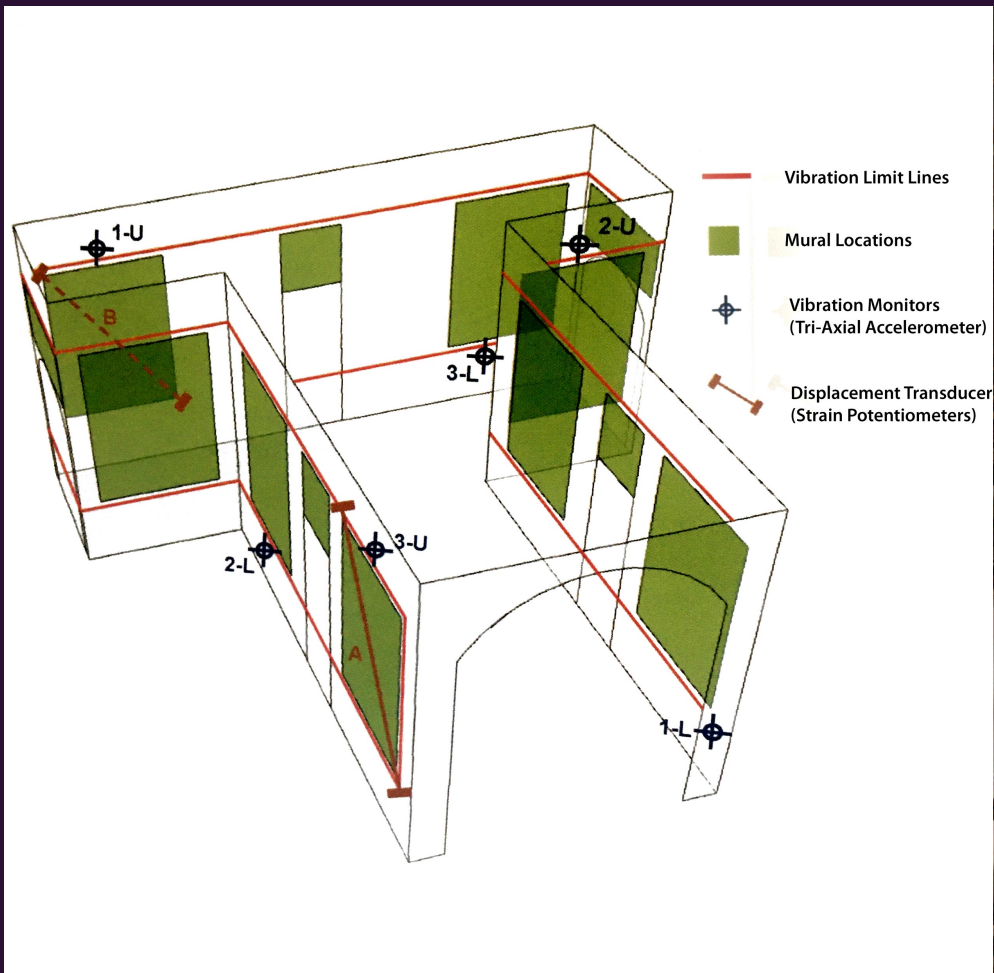 1-U
2-U
Vibration Limit Lines
Mural Locations
Vibration Monitors
(Tri-Axial Accelerometer)
B
3-L
Displacement Transducer
(Strain Potentiometers)
2-L
3-U
A
1-L